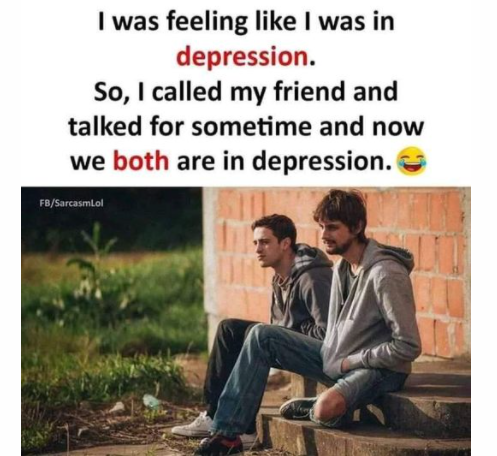 I was feeling like I was in
depression.
So, I called my friend and
talked for sometime and now
we both are in depression. 😂
FB/SarcasmLol